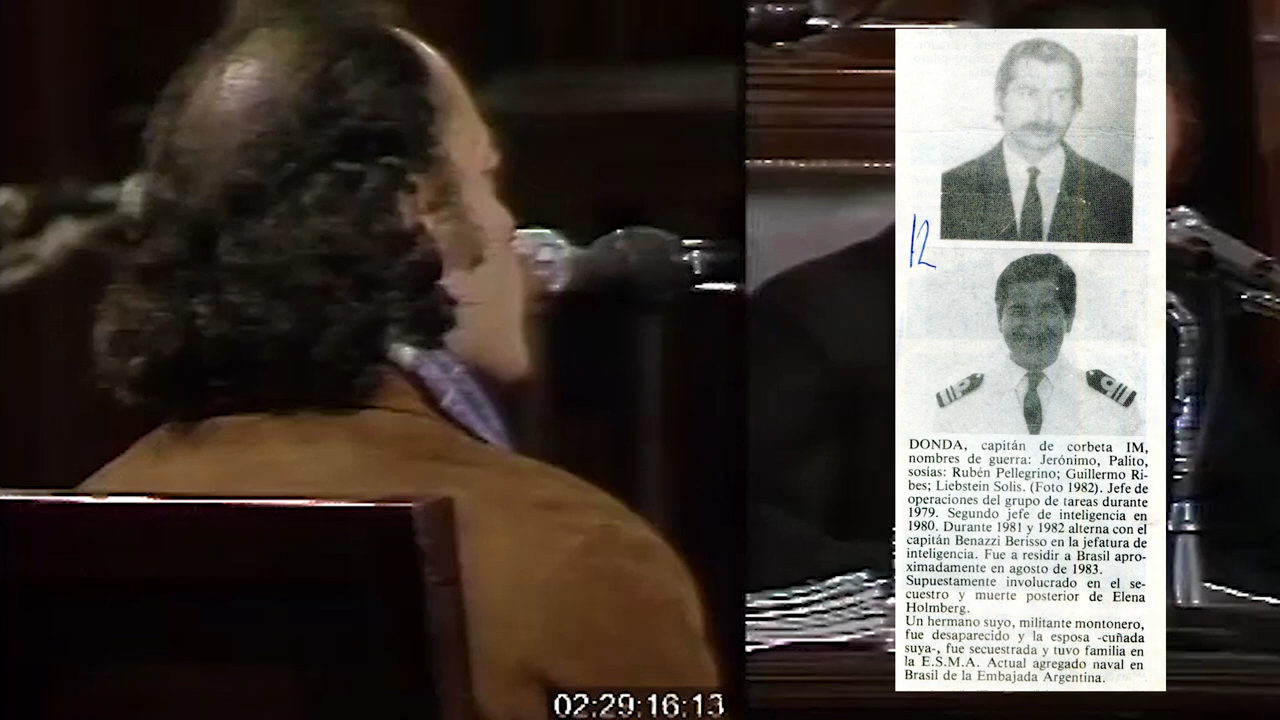 12
DONDA, capitán de corbeta IM,
nombres de guerra: Jerónimo, Palito,
sosías: Rubén Pellegrino; Guillermo Ri-
bes; Liebstein Solis. (Foto 1982). Jefe de
operaciones del grupo de tareas durante
1979. Segundo jefe de inteligencia en
1980. Durante 1981 y 1982 alterna con el
capitán Benazzi Berisso en la jefatura de
inteligencia. Fue a residir a Brasil apro-
ximadamente en agosto de 1983.
Supuestamente involucrado en el se-
cuestro y muerte posterior de Elena
Holmberg.
Un hermano suyo, militante montonero,
fue desaparecido y la esposa -cuñada
suya-, fue secuestrada y tuvo familia en
la E.S.M.A. Actual agregado naval en
Brasil de la Embajada Argentina.
02:29:16:13